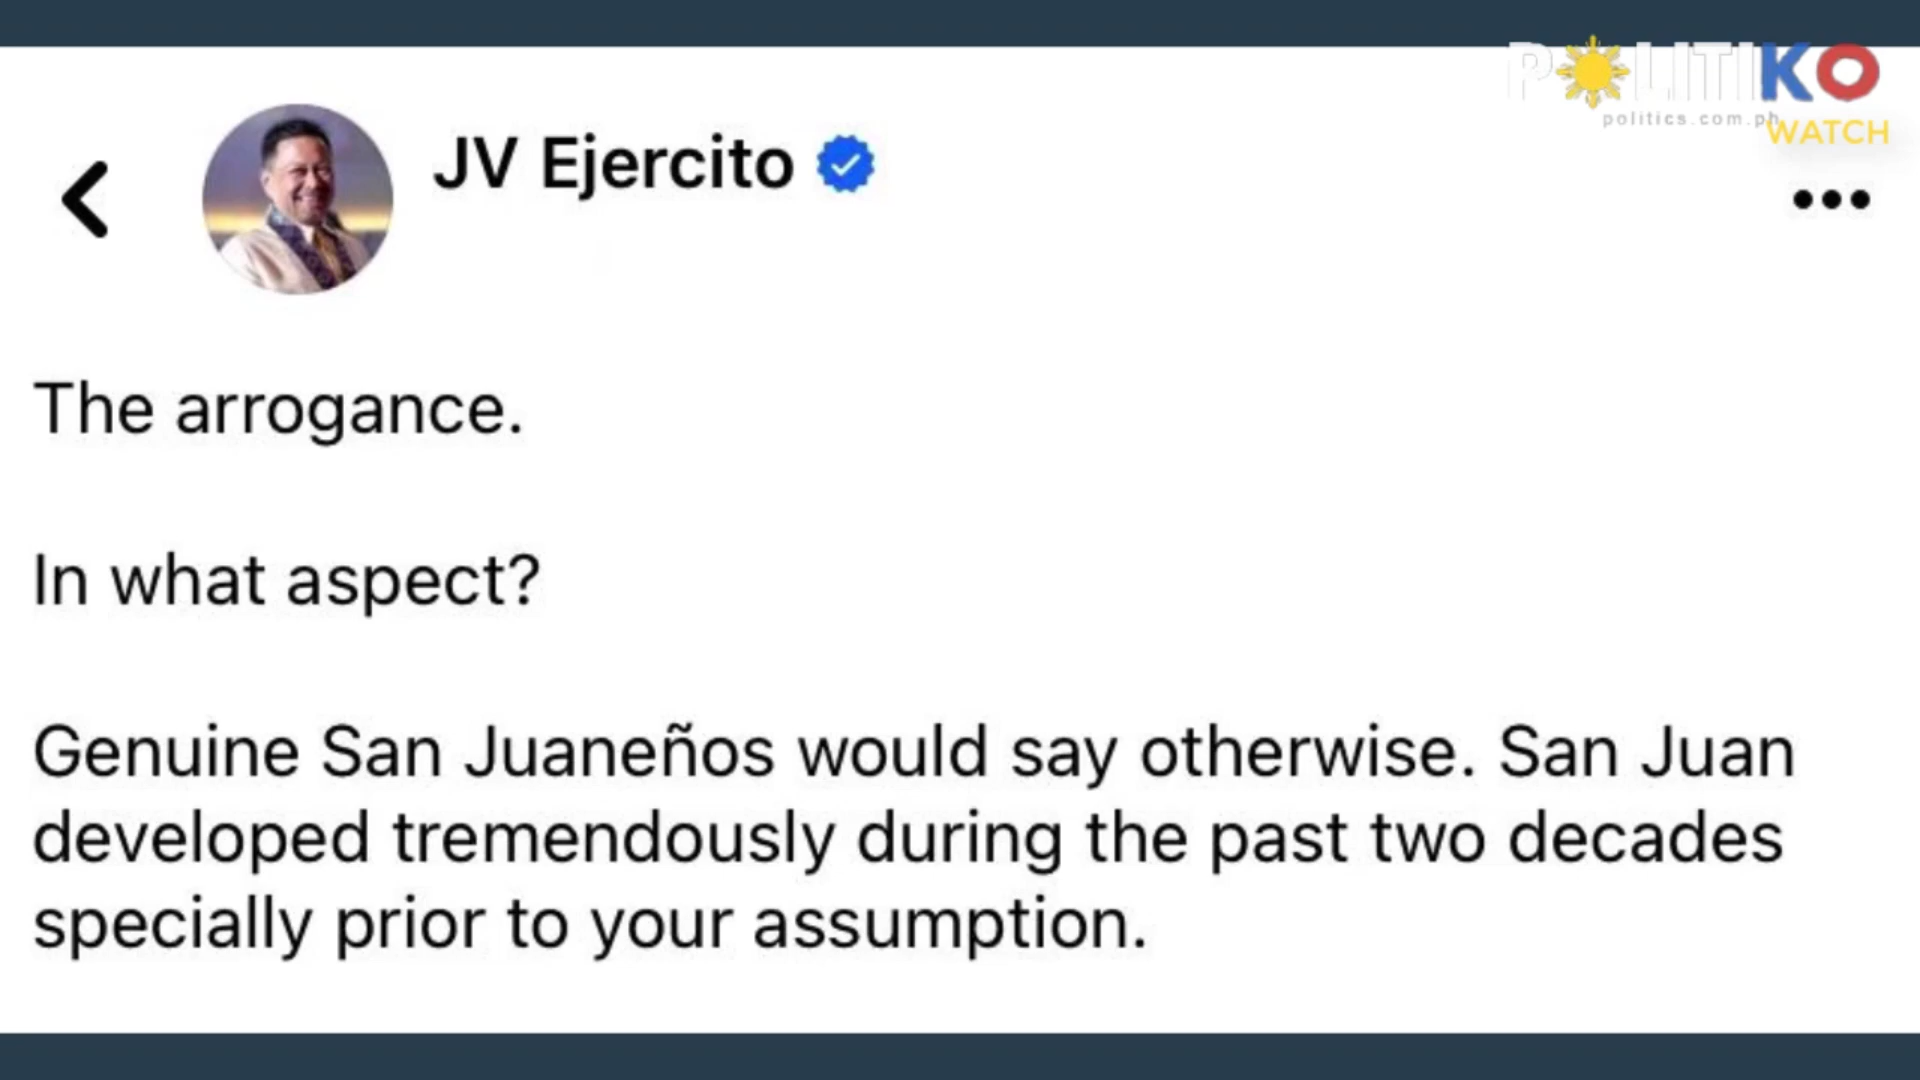 POLITIKO
politics.com.ph
WATCH
JV Ejercito
The arrogance.
In what aspect?
Genuine San Juaneños would say otherwise. San Juan
developed tremendously during the past two decades
specially prior to your assumption.